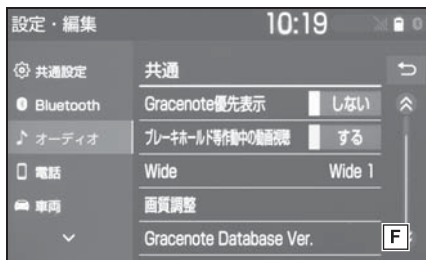 設定・編集 10:19
共通設定
Bluetooth
オーディオ
電話
車両
共通
Gracenote優先表示 しない
ブレーキホールド等作動中の動画視聴 する
Wide Wide 1
画質調整
Gracenote Database Ver.
F